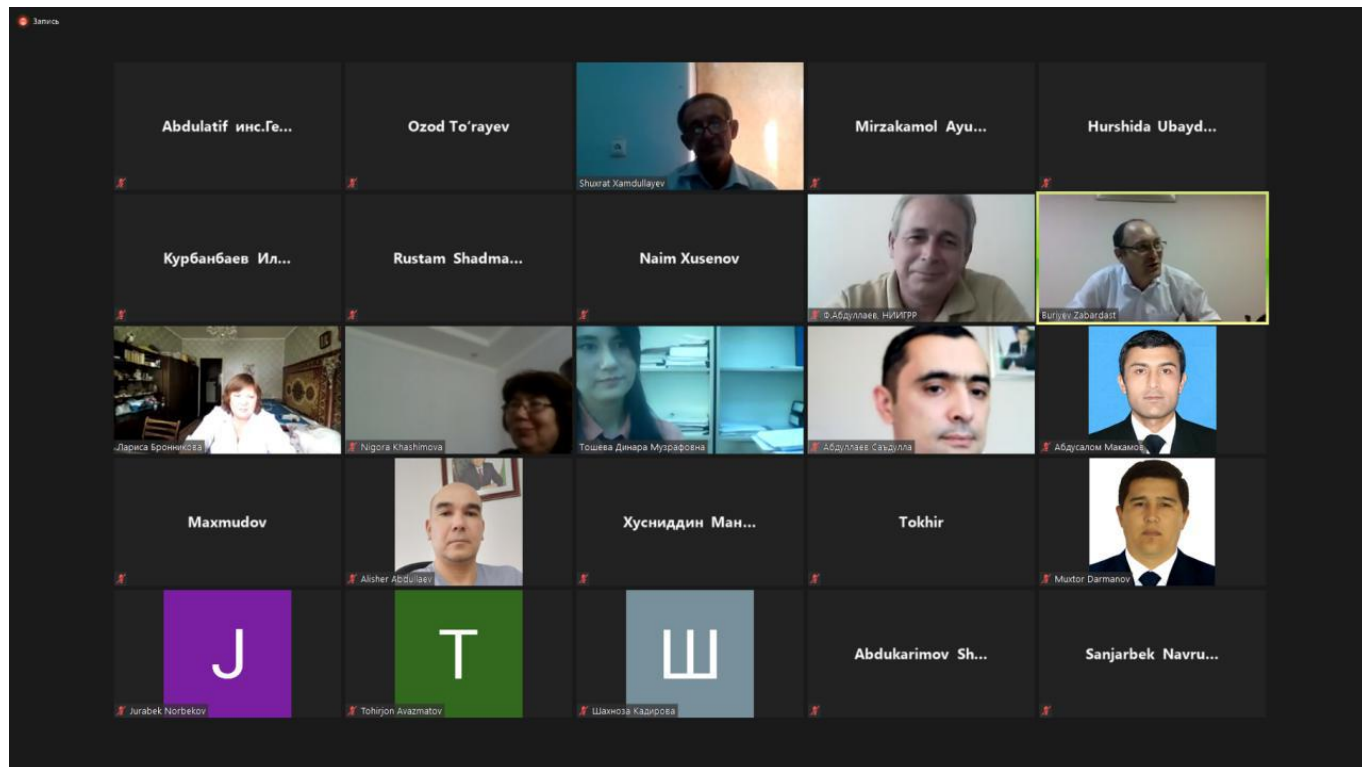 Запись
Abdulatif инс.Ге...
Ozod To'rayev
Shuxrat Xamdullayev
Mirzakamol Ayu...
Hurshida Ubayd...
Курбанбаев Ил...
Rustam Shadma...
Naim Xusenov
Ф.Абдуллаев, НИИГРР
Buriyev Zabardast
Лариса Бронникова
Nigora Khashimova
Тошева Динара Музрафовна
Абдуллаев Саъдулла
Абдусалом Макамов
Maxmudov
Alisher Abdullaev
Хусниддин Ман...
Tokhir
Muxtor Darmanov
J
Jurabek Norbekov
T
Tohirjon Avazmatov
Ш
Шахноза Кадирова
Abdukarimov Sh...
Sanjarbek Navru...